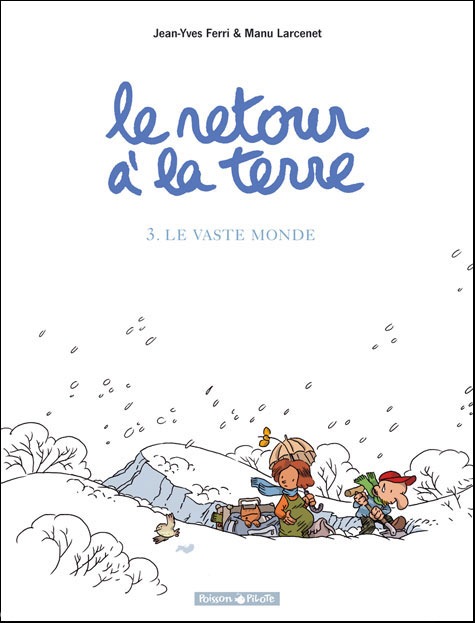 Jean-Yves Ferri & Manu Larcenet
le retour
à la terre
3. LE VASTE MONDE
POISSON PILOTE